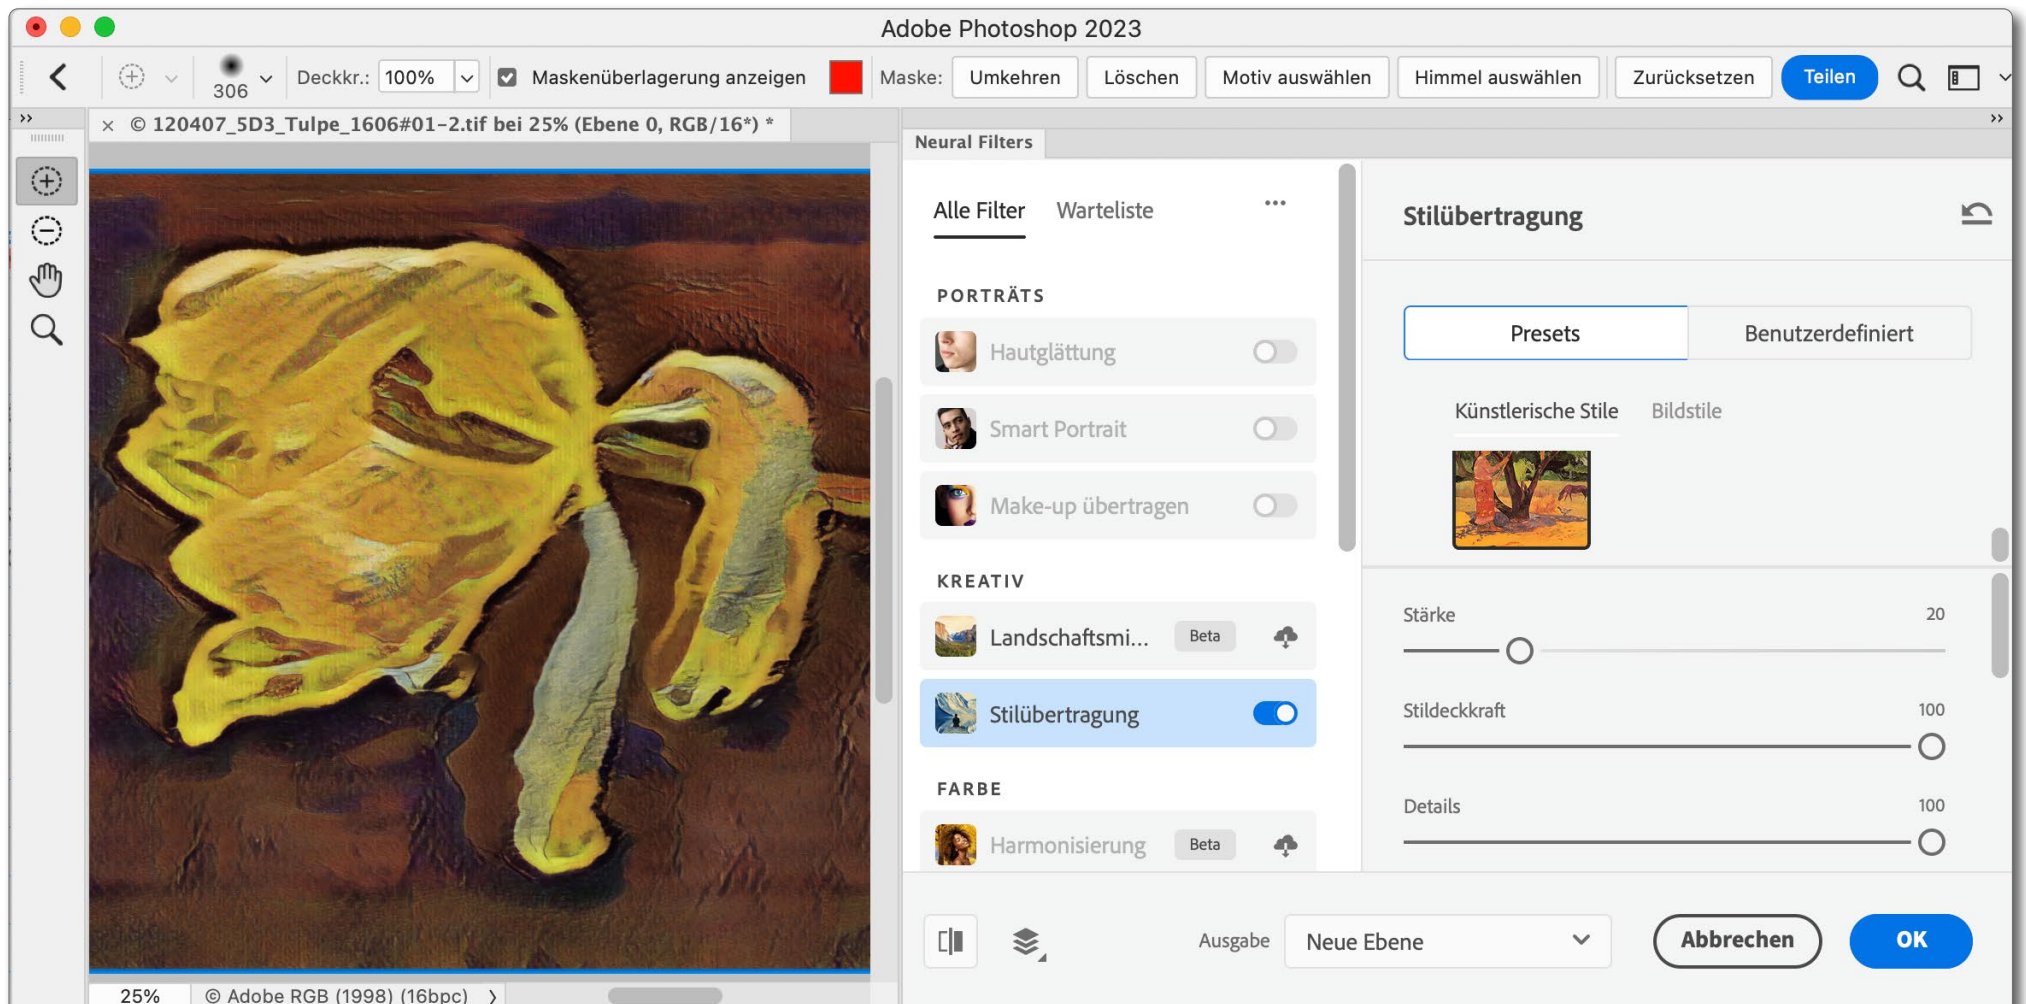 Adobe Photoshop 2023
306
Deckkr.: 100%
Maskenüberlagerung anzeigen
Maske:
Umkehren
Löschen
Motiv auswählen
Himmel auswählen
Zurücksetzen
Teilen
× © 120407_5D3_Tulpe_1606#01-2.tif bei 25% (Ebene 0, RGB/16*) *
Neural Filters
Alle Filter
Warteliste
PORTRÄTS
Hautglättung
Smart Portrait
Make-up übertragen
KREATIV
Landschaftsmi... Beta
Stilübertragung
FARBE
Harmonisierung Beta
Stilübertragung
Presets
Benutzerdefiniert
Künstlerische Stile
Bildstile
Stärke 20
Stildeckkraft 100
Details 100
Ausgabe
Neue Ebene
Abbrechen
OK
25%
© Adobe RGB (1998) (16bpc)